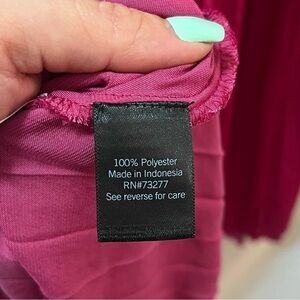 100% Polyester
Made in Indonesia
RN#73277
See reverse for care